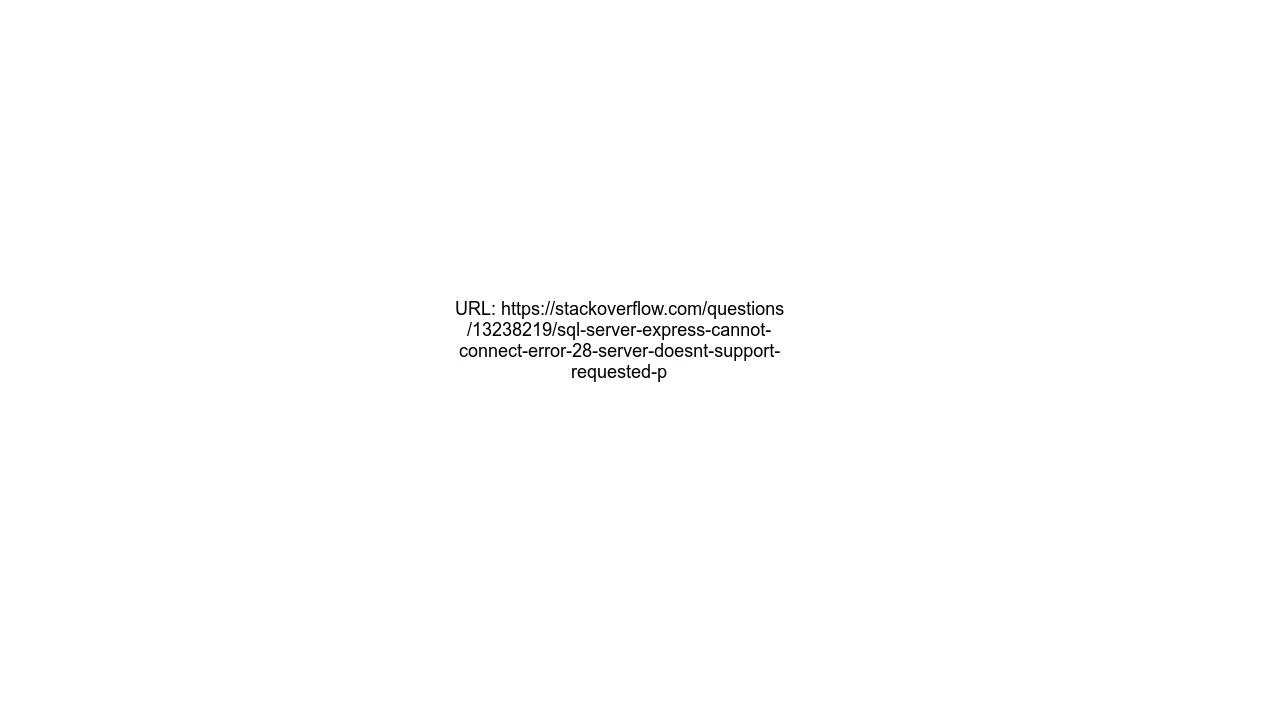 URL: https://stackoverflow.com/questions
/13238219/sql-server-express-cannot-
connect-error-28-server-doesnt-support-
requested-p